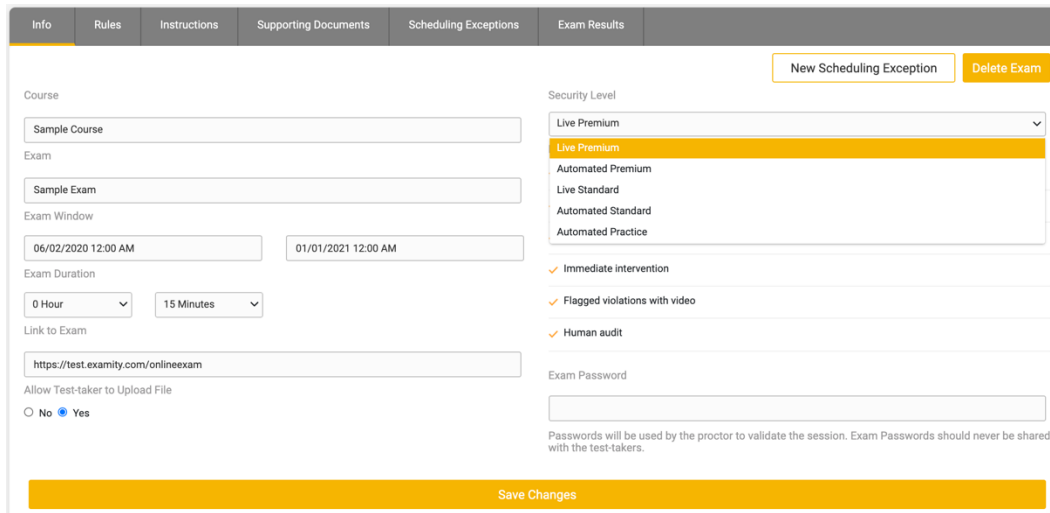 Info
Rules
Instructions
Supporting Documents
Scheduling Exceptions
Exam Results
New Scheduling Exception
Delete Exam
Course
Sample Course
Exam
Sample Exam
Exam Window
06/02/2020 12:00 AM
01/01/2021 12:00 AM
Exam Duration
0 Hour
15 Minutes
Link to Exam
https://test.examity.com/onlineexam
Allow Test-taker to Upload File
No
Yes
Security Level
Live Premium
Live Premium
Automated Premium
Live Standard
Automated Standard
Automated Practice
Immediate intervention
Flagged violations with video
Human audit
Exam Password
Passwords will be used by the proctor to validate the session. Exam Passwords should never be shared
with the test-takers.
Save Changes